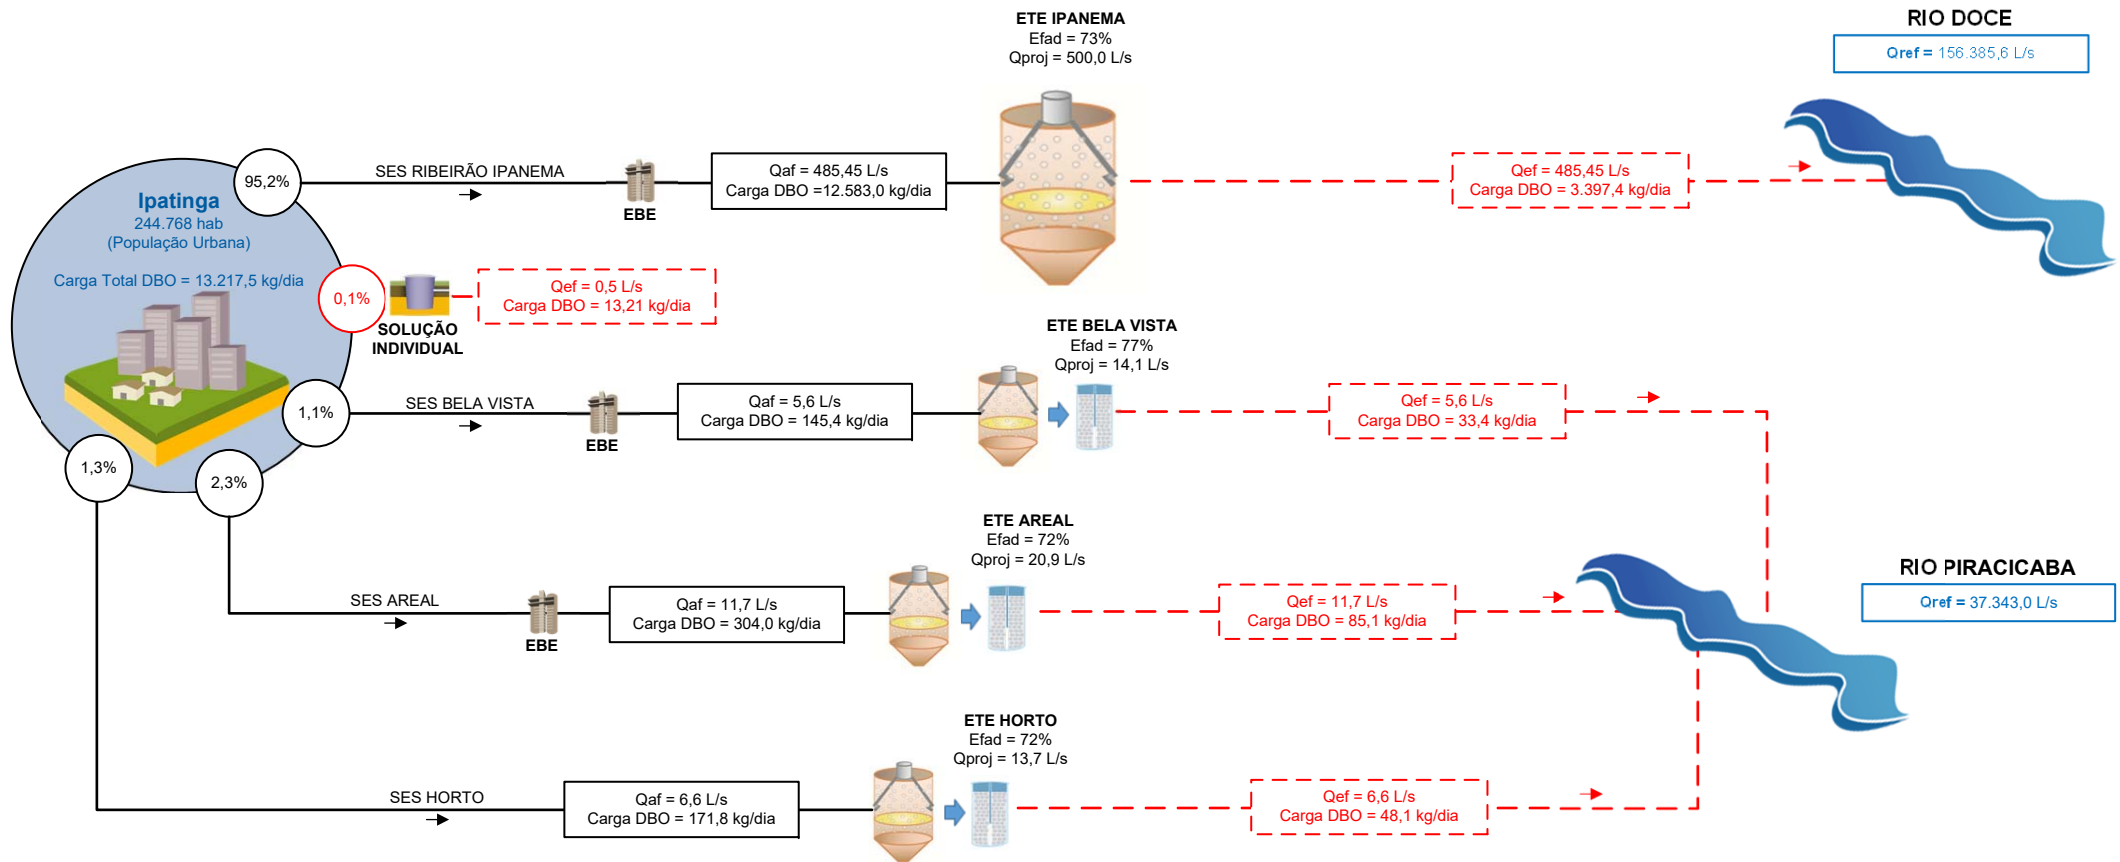 ETE IPANEMA
Efad = 73%
Qproj = 500,0 L/s
RIO DOCE
Qref = 156.385,6 L/s
95,2%
SES RIBEIRÃO IPANEMA
EBE
Qaf = 485,45 L/s
Carga DBO =12.583,0 kg/dia
Qef = 485,45 L/s
Carga DBO = 3.397,4 kg/dia
Ipatinga
244.768 hab
(População Urbana)
Carga Total DBO = 13.217,5 kg/dia
0,1%
SOLUÇÃO
INDIVIDUAL
Qef = 0,5 L/s
Carga DBO = 13,21 kg/dia
ETE BELA VISTA
Efad = 77%
Qproj = 14,1 L/s
1,1%
SES BELA VISTA
EBE
Qaf = 5,6 L/s
Carga DBO = 145,4 kg/dia
Qef = 5,6 L/s
Carga DBO = 33,4 kg/dia
1,3%
2,3%
ETE AREAL
Efad = 72%
Qproj = 20,9 L/s
SES AREAL
EBE
Qaf = 11,7 L/s
Carga DBO = 304,0 kg/dia
Qef = 11,7 L/s
Carga DBO = 85,1 kg/dia
RIO PIRACICABA
Qref = 37.343,0 L/s
ETE HORTO
Efad = 72%
Qproj = 13,7 L/s
SES HORTO
Qaf = 6,6 L/s
Carga DBO = 171,8 kg/dia
Qef = 6,6 L/s
Carga DBO = 48,1 kg/dia